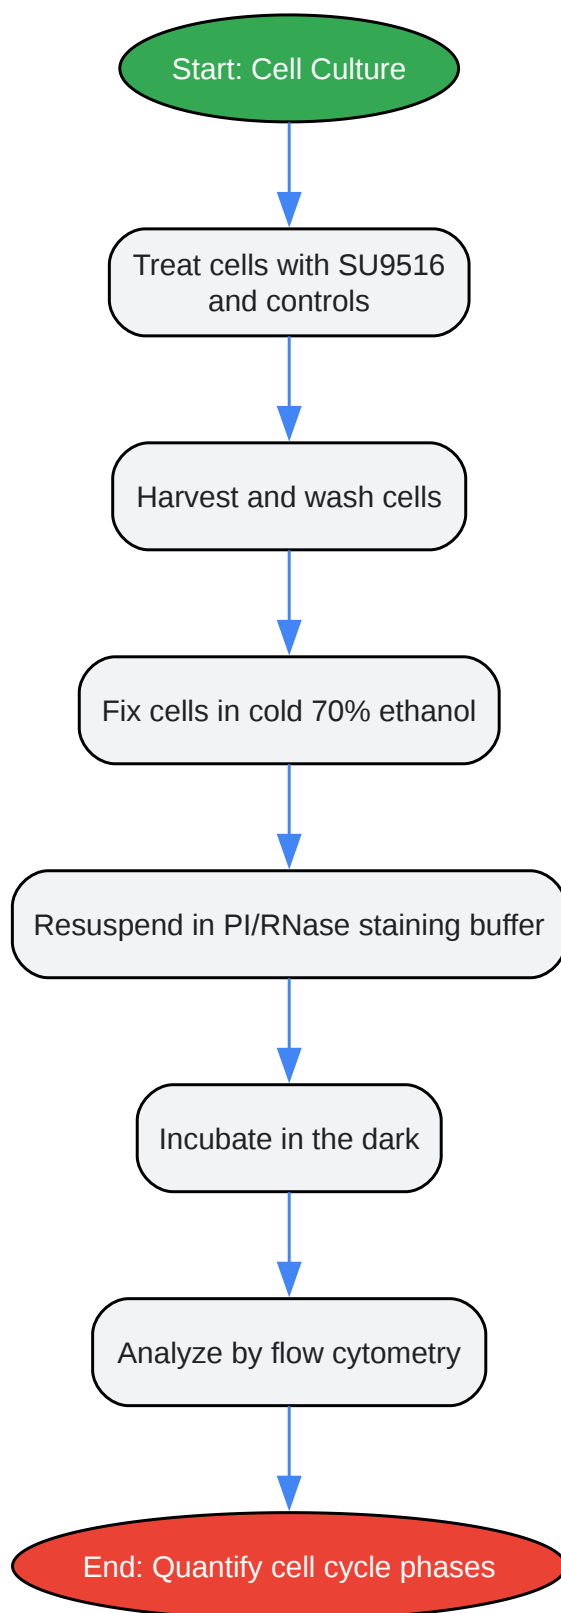 Start: Cell Culture
Treat cells with SU9516
and controls
Harvest and wash cells
Fix cells in cold 70% ethanol
Resuspend in PI/RNase staining buffer
Incubate in the dark
Analyze by flow cytometry
End: Quantify cell cycle phases